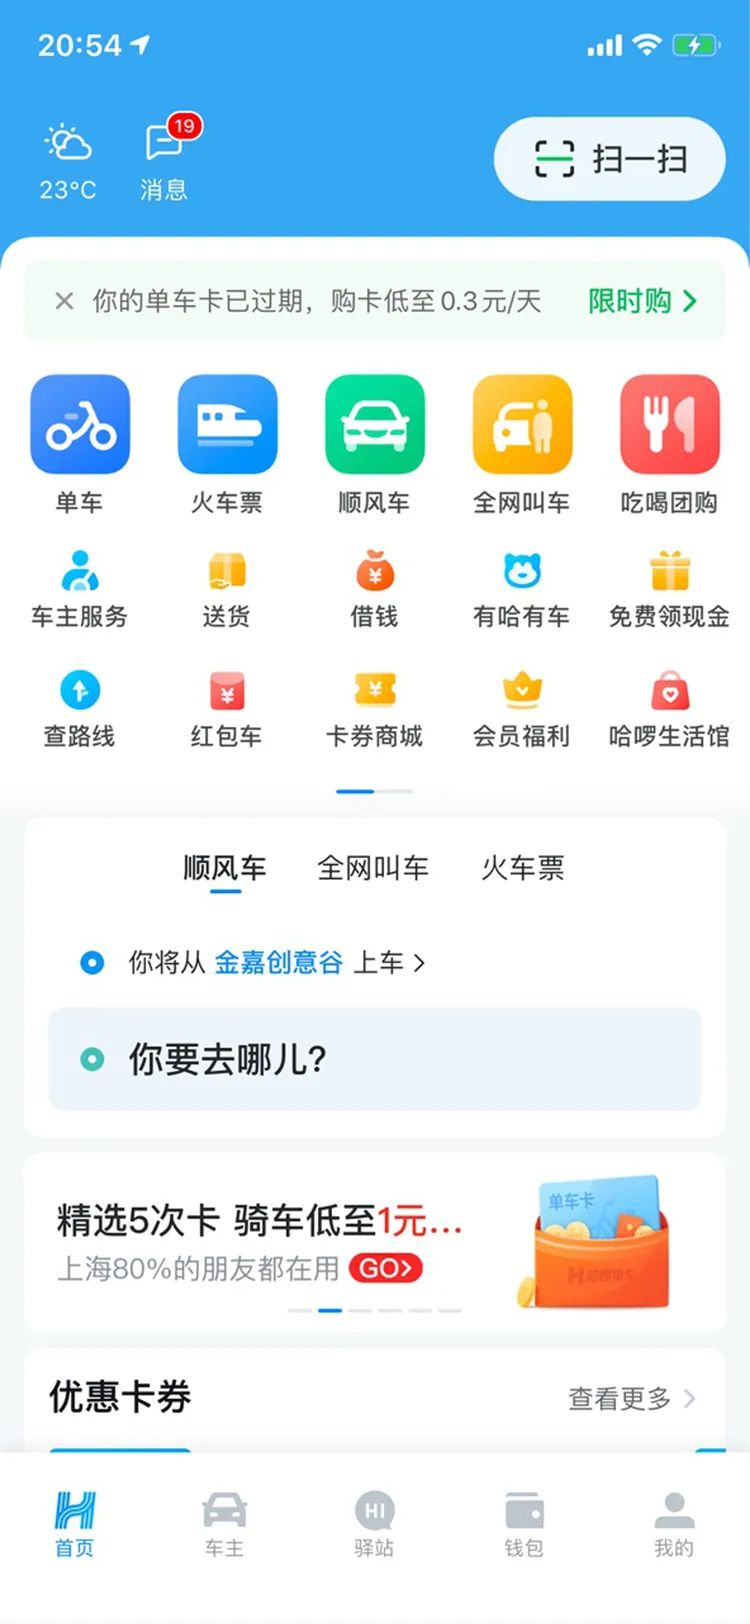 20:54
19
23°C
消息
扫一扫
你的单车卡已过期，购卡低至0.3元/天
限时购
单车
火车票
顺风车
全网叫车
吃喝团购
车主服务
送货
借钱
有哈有车
免费领现金
查路线
红包车
卡券商城
会员福利
哈啰生活馆
顺风车
全网叫车
火车票
你将从 金嘉创意谷 上车
你要去哪儿?
单车卡
精选5次卡 骑车低至1元...
上海80%的朋友都在用 GO
哈啰单车
优惠卡券
查看更多
HI
首页
车主
驿站
钱包
我的